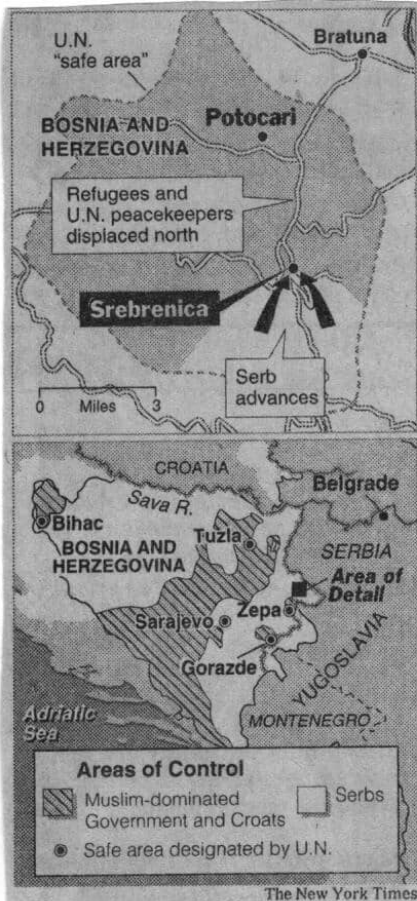 U.N.
"safe area"
Bratuna
BOSNIA AND
HERZEGOVINA
Potocari
Refugees and
U.N. peacekeepers
displaced north
Srebrenica
Serb
advances
0 Miles 3
CROATIA
Sava R.
Belgrade
Bihac
Tuzla
BOSNIA AND
HERZEGOVINA
SERBIA
Area of
Detail
Zepa
Sarajevo
Gorazde
YUGOSLAVIA
Adriatic
Sea
MONTENEGRO
Areas of Control
Muslim-dominated
Government and Croats
Serbs
Safe area designated by U.N.
The New York Times